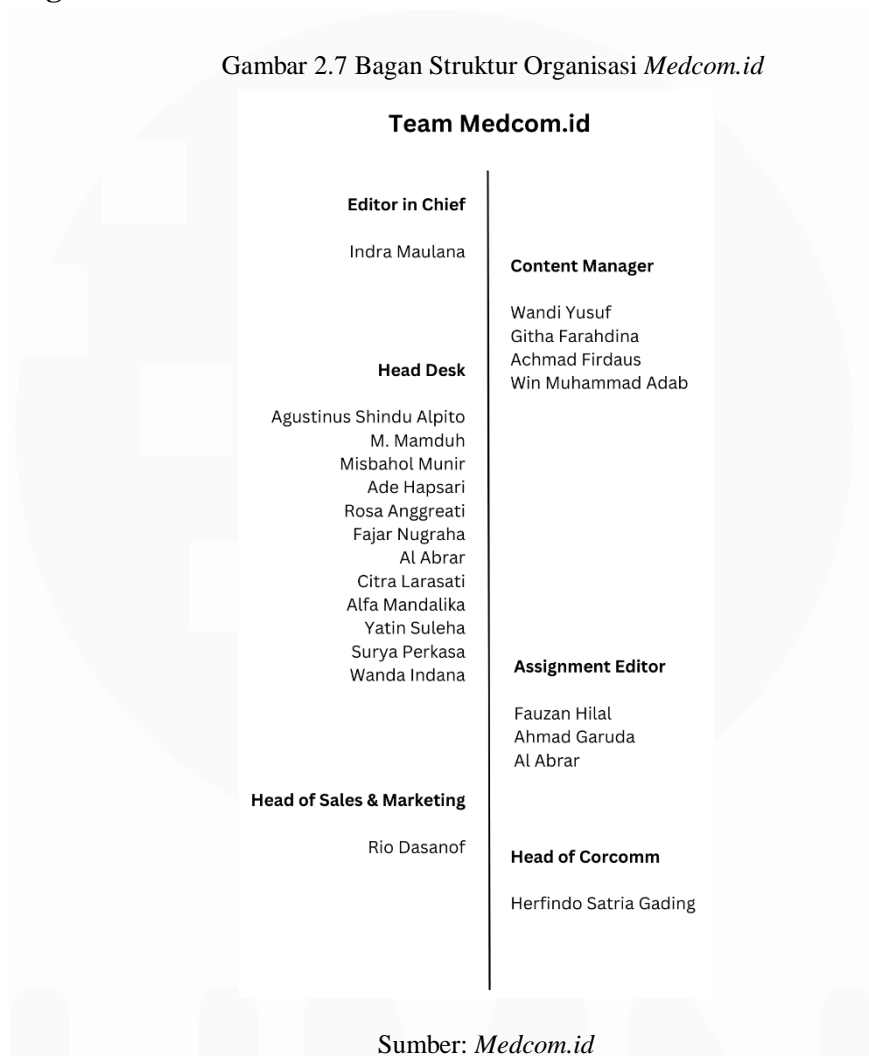 Gambar 2.7 Bagan Struktur Organisasi Medcom.id
Team Medcom.id
Editor in Chief
Indra Maulana
Content Manager
Wandi Yusuf
Githa Farahdina
Achmad Firdaus
Win Muhammad Adab
Head Desk
Agustinus Shindu Alpito
M. Mamduh
Misbahol Munir
Ade Hapsari
Rosa Anggreati
Fajar Nugraha
Al Abrar
Citra Larasati
Alfa Mandalika
Yatin Suleha
Surya Perkasa
Wanda Indana
Assignment Editor
Fauzan Hilal
Ahmad Garuda
Al Abrar
Head of Sales & Marketing
Rio Dasanof
Head of Corcomm
Herfindo Satria Gading
Sumber: Medcom.id